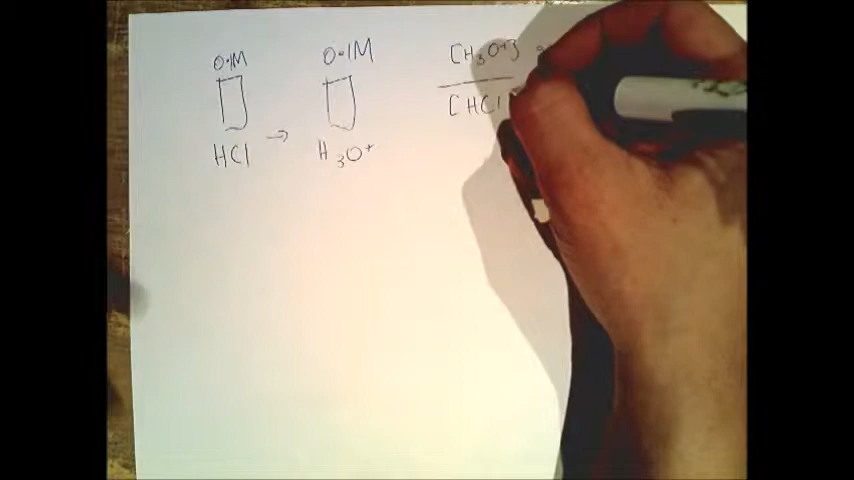 0.1M 0.1M
HCl → H3O+
[H3O+]
[HCl